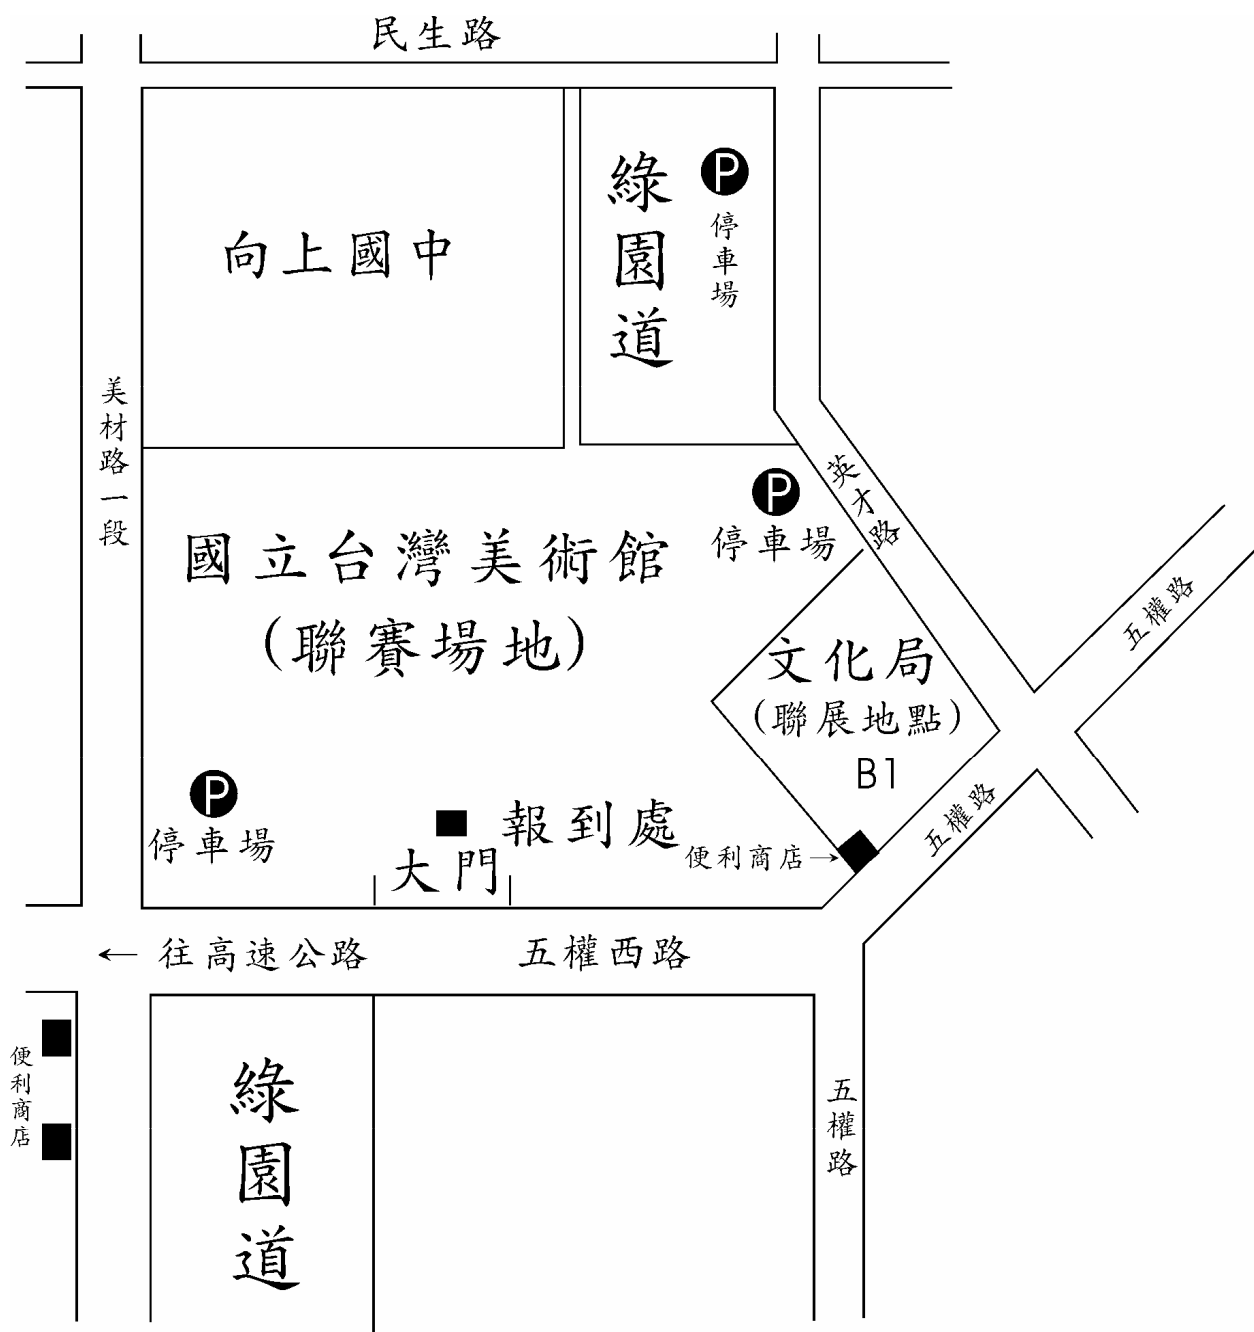 民生路
綠園道
P
停車場
向上國中
美材路一段
英才路
P
停車場
國立台灣美術館
(聯賽場地)
五權路
文化局
(聯展地點)
B1
P
停車場
報到處
大門
便利商店→
五權路
← 往高速公路
五權西路
便利商店
綠園道
五權路